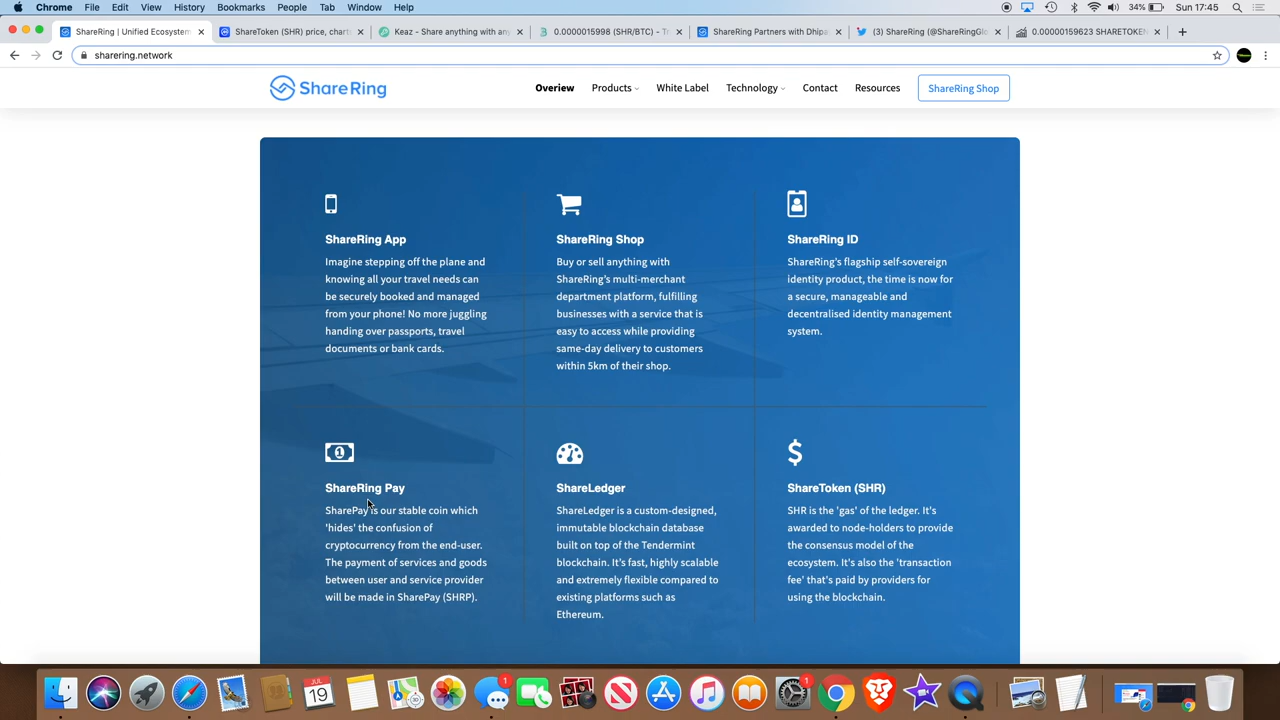 Chrome File Edit View History Bookmarks People Tab Window Help 34% Sun 17:45
ShareRing | Unified Ecosystem ShareToken (SHR) price, chart Keaz - Share anything with any 0.0000015998 (SHR/BTC) - T ShareRing Partners with Dhipa (3) ShareRing (@ShareRingGlo 0.00000159623 SHARETOKEN
sharering.network
ShareRing Overiew Products White Label Technology Contact Resources ShareRing Shop
ShareRing App
Imagine stepping off the plane and
knowing all your travel needs can
be securely booked and managed
from your phone! No more juggling
handing over passports, travel
documents or bank cards.
ShareRing Shop
Buy or sell anything with
ShareRing's multi-merchant
department platform, fulfilling
businesses with a service that is
easy to access while providing
same-day delivery to customers
within 5km of their shop.
ShareRing ID
ShareRing's flagship self-sovereign
identity product, the time is now for
a secure, manageable and
decentralised identity management
system.
ShareRing Pay
SharePay is our stable coin which
'hides' the confusion of
cryptocurrency from the end-user.
The payment of services and goods
between user and service provider
will be made in SharePay (SHRP).
ShareLedger
ShareLedger is a custom-designed,
immutable blockchain database
built on top of the Tendermint
blockchain. It's fast, highly scalable
and extremely flexible compared to
existing platforms such as
Ethereum.
ShareToken (SHR)
SHR is the 'gas' of the ledger. It's
awarded to node-holders to provide
the consensus model of the
ecosystem. It's also the 'transaction
fee' that's paid by providers for
using the blockchain.
JUL
19
1
1